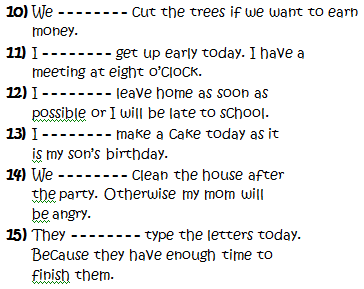 10) We -------- cut the trees if we want to earn
money.
11) I -------- get up early today. I have a
meeting at eight o'clock.
12) I -------- leave home as soon as
possible or I will be late to school.
13) I -------- make a cake today as it
is my son's birthday.
14) We -------- clean the house after
the party. Otherwise my mom will
be angry.
15) They -------- type the letters today.
Because they have enough time to
finish them.